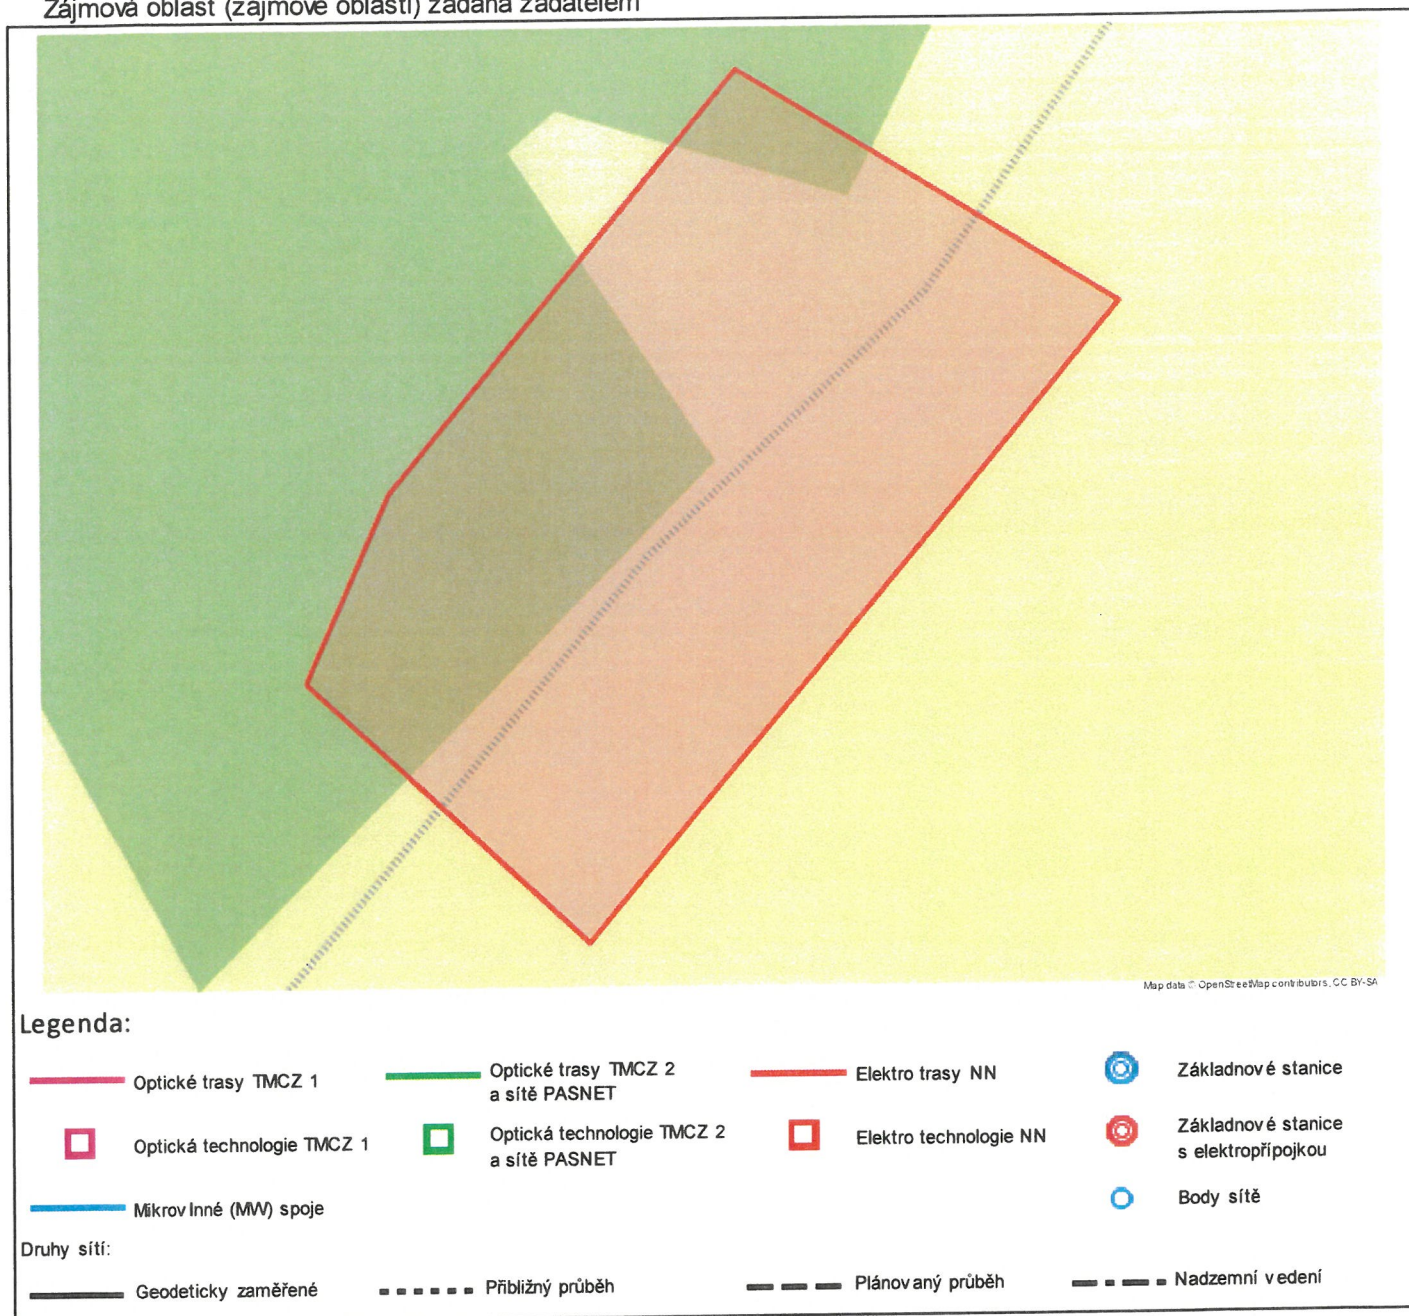 Zájmová oblast (zájmové oblasti) zadaná žadatelem
Map data © OpenStreetMap contributors, CC BY-SA
Legenda:
Optické trasy TMCZ 1
Optické trasy TMCZ 2
a sítě PASNET
Elektro trasy NN
Základnové stanice
Optická technologie TMCZ 1
Optická technologie TMCZ 2
a sítě PASNET
Elektro technologie NN
Základnové stanice
s elektropřípojkou
Mikrovlnné (MW) spoje
Body sítě
Druhy sítí:
Geodeticky zaměřené
Přibližný průběh
Plánovaný průběh
Nadzemní vedení